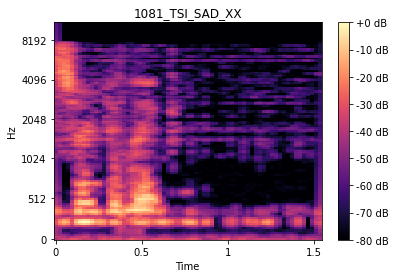 1081_TSI_SAD_XX
Hz
8192
4096
2048
1024
512
0
0
0.5
1
1.5
Time
+0 dB
-10 dB
-20 dB
-30 dB
-40 dB
-50 dB
-60 dB
-70 dB
-80 dB